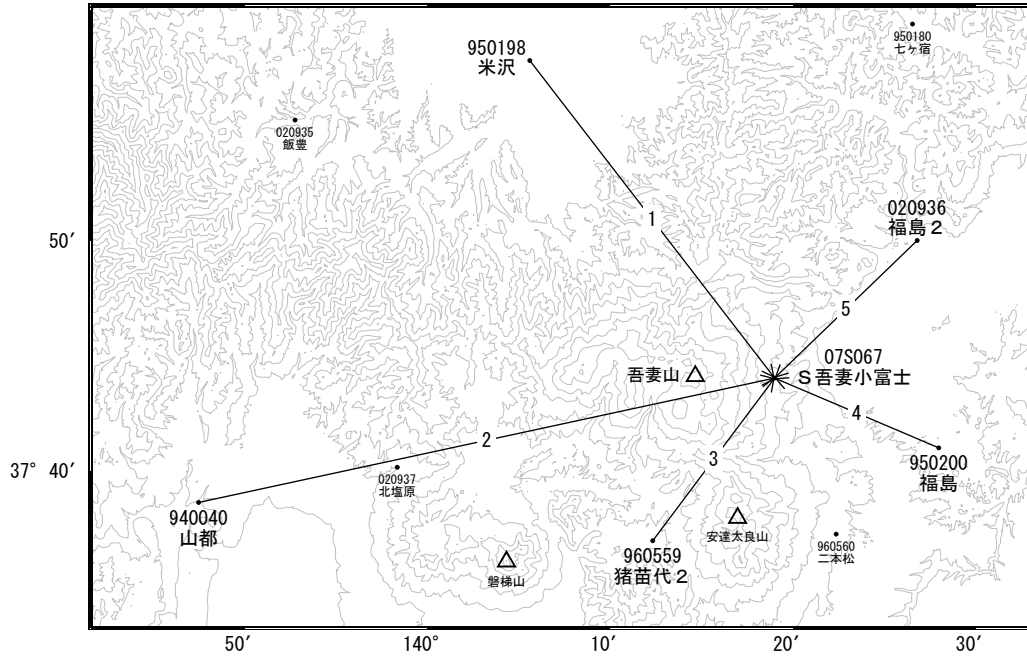 950180
七ヶ宿
950198
米沢
020935
飯豊
020936
福島２
50′
1
5
07S067
吾妻山
Ｓ吾妻小富士
4
2
3
37° 40′
020937
北塩原
950200
福島
940040
山都
安達太良山
960559
猪苗代２
960560
二本松
磐梯山
50′
140°
10′
20′
30′